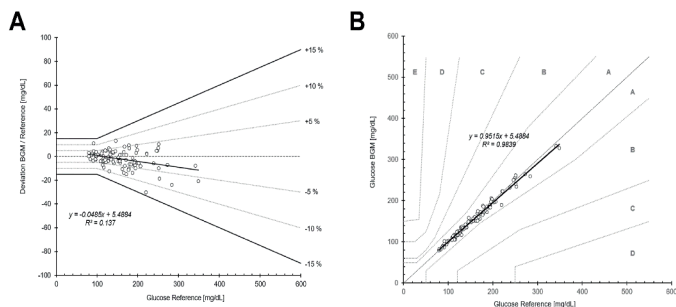 A
100
80
60
40
20
0
-20
-40
-60
-80
-100
Deviation BGM / Reference [mg/dL]
+15 %
+10 %
+5 %
-5 %
-10 %
-15 %
y = -0.0485x + 5.4884
R² = 0.137
0 100 200 300 400 500 600
Glucose Reference [mg/dL]
B
600
500
400
300
200
100
0
Glucose BGM [mg/dL]
E D C B A
A
B
C
D
y = 0.9515x + 5.4884
R² = 0.9839
0 100 200 300 400 500 600
Glucose Reference [mg/dL]